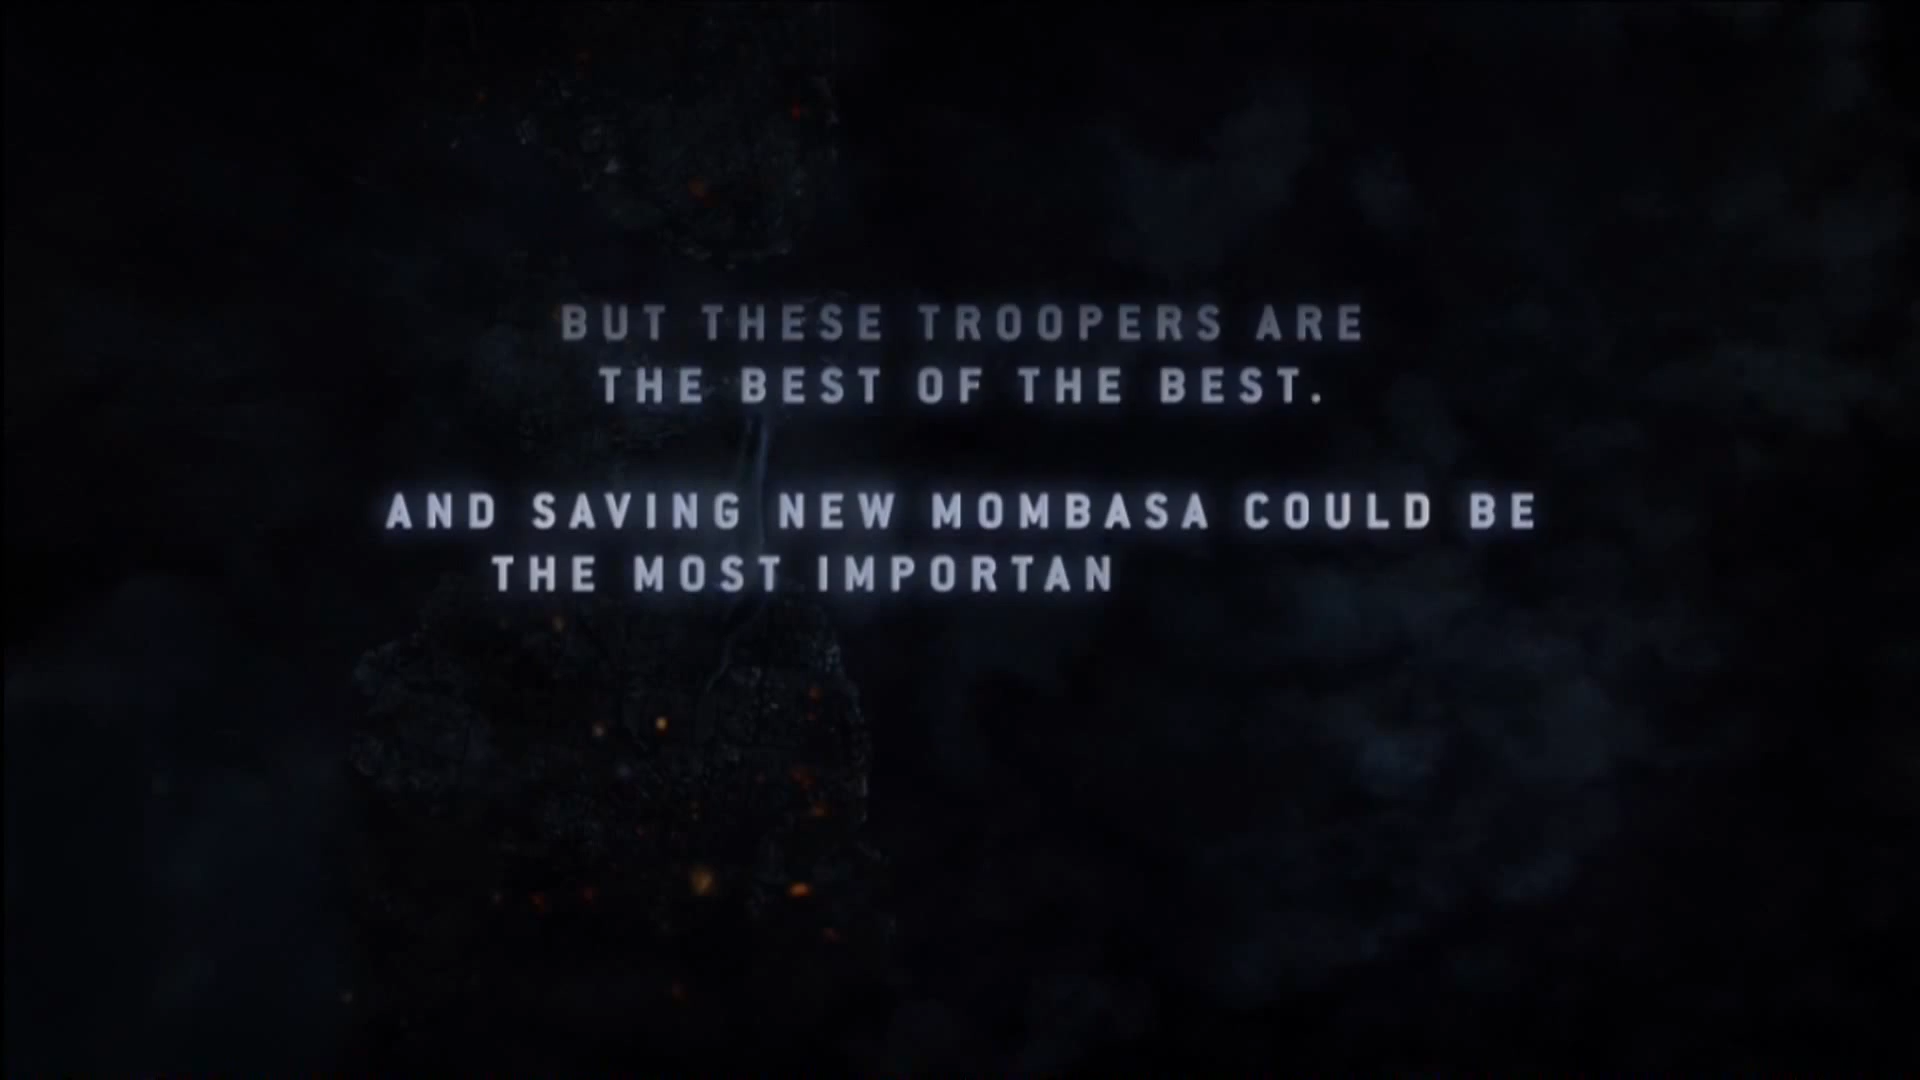 BUT THESE TROOPERS ARE
THE BEST OF THE BEST.
AND SAVING NEW MOMBASA COULD BE
THE MOST IMPORTAN